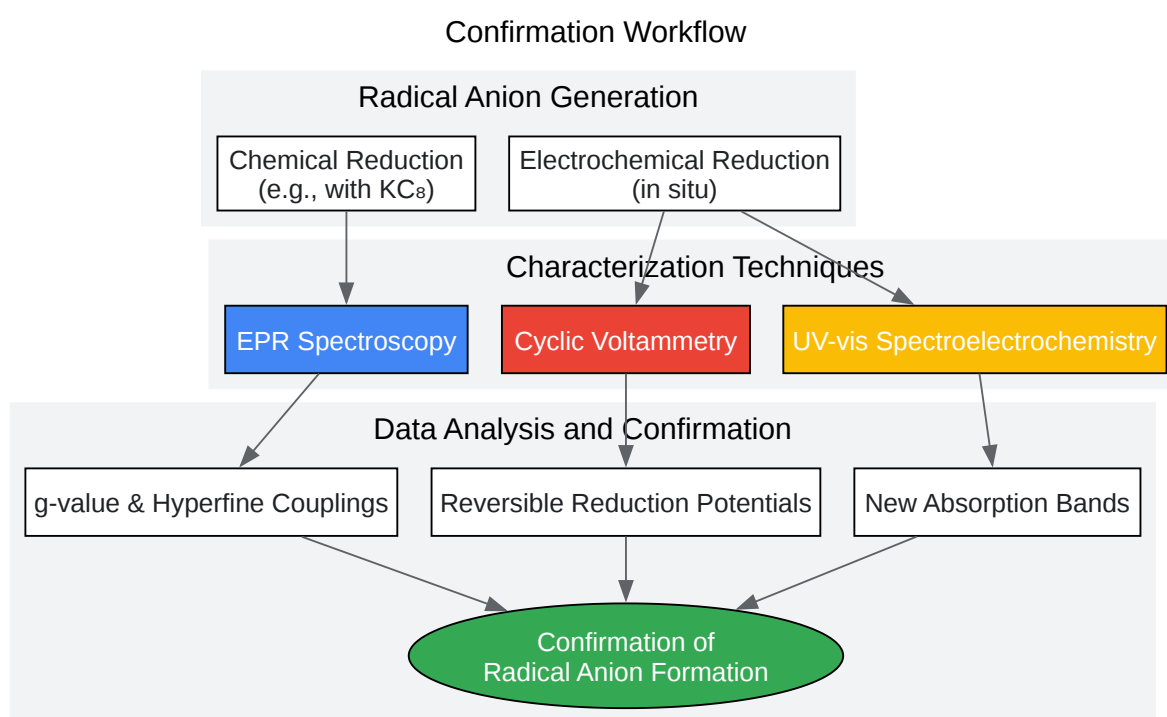 Confirmation Workflow
Radical Anion Generation
Chemical Reduction
(e.g., with KC₈)
Electrochemical Reduction
(in situ)
Characterization Techniques
EPR Spectroscopy
Cyclic Voltammetry
UV-vis Spectroelectrochemistry
Data Analysis and Confirmation
g-value & Hyperfine Couplings
Reversible Reduction Potentials
New Absorption Bands
Confirmation of
Radical Anion Formation